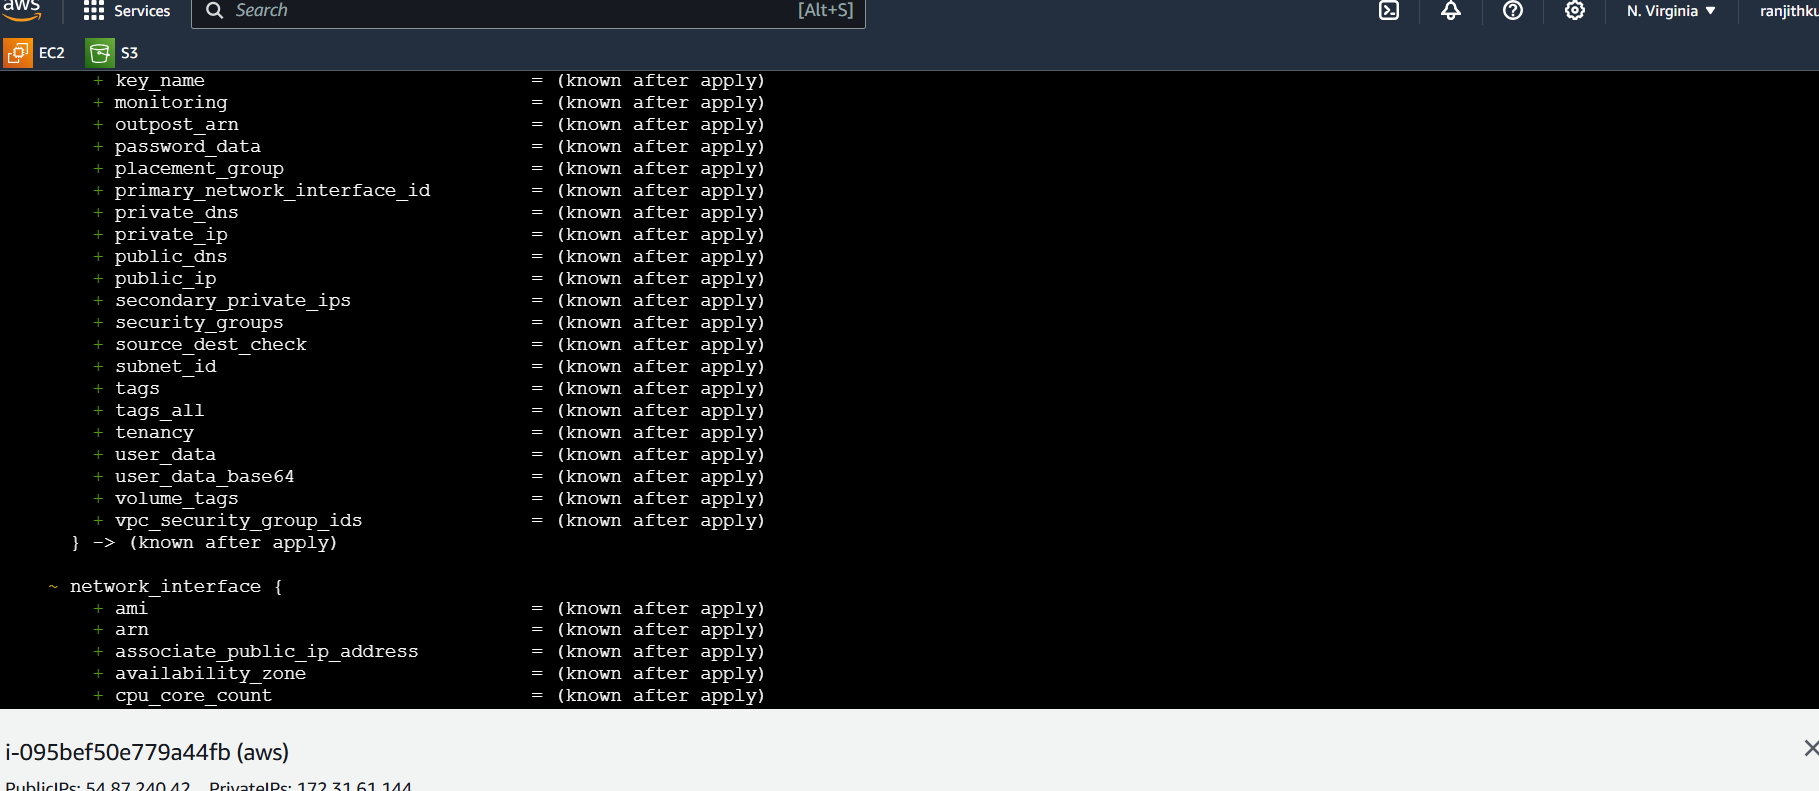 aws
Services
Search [Alt+S]
N. Virginia ▼
ranjithku
EC2
S3
+ key_name = (known after apply)
+ monitoring = (known after apply)
+ outpost_arn = (known after apply)
+ password_data = (known after apply)
+ placement_group = (known after apply)
+ primary_network_interface_id = (known after apply)
+ private_dns = (known after apply)
+ private_ip = (known after apply)
+ public_dns = (known after apply)
+ public_ip = (known after apply)
+ secondary_private_ips = (known after apply)
+ security_groups = (known after apply)
+ source_dest_check = (known after apply)
+ subnet_id = (known after apply)
+ tags = (known after apply)
+ tags_all = (known after apply)
+ tenancy = (known after apply)
+ user_data = (known after apply)
+ user_data_base64 = (known after apply)
+ volume_tags = (known after apply)
+ vpc_security_group_ids = (known after apply)
} -> (known after apply)
~ network_interface {
+ ami = (known after apply)
+ arn = (known after apply)
+ associate_public_ip_address = (known after apply)
+ availability_zone = (known after apply)
+ cpu_core_count = (known after apply)
i-095bef50e779a44fb (aws)
PublicIPs: 54.87.240.42 PrivateIPs: 172.31.61.144